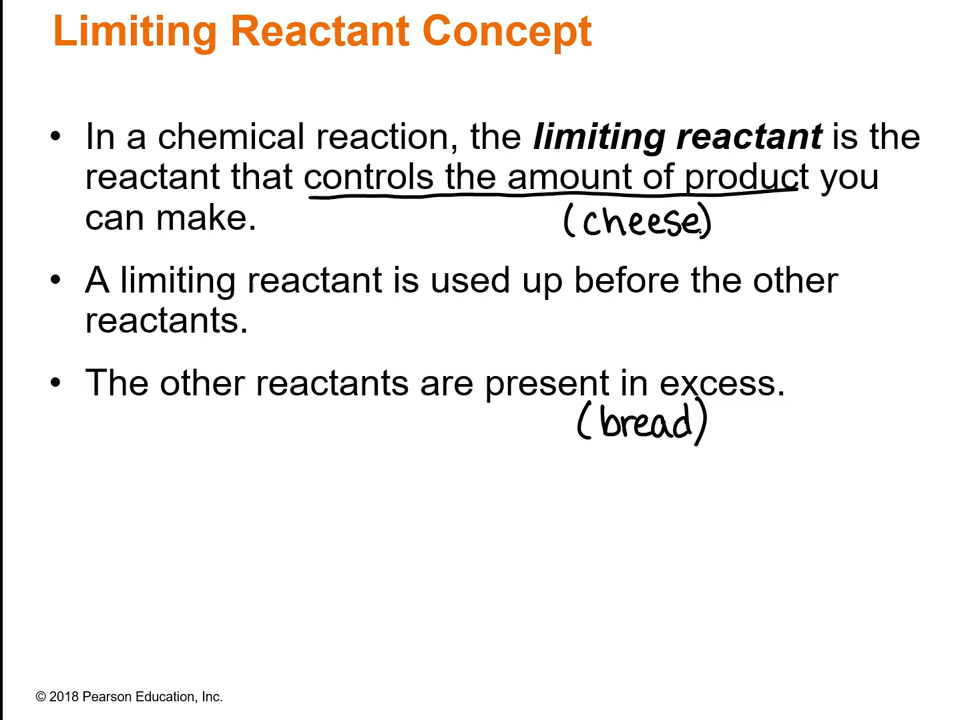 Limiting Reactant Concept
• In a chemical reaction, the limiting reactant is the
reactant that controls the amount of product you
can make.
(cheese)
• A limiting reactant is used up before the other
reactants.
• The other reactants are present in excess.
(bread)
© 2018 Pearson Education, Inc.